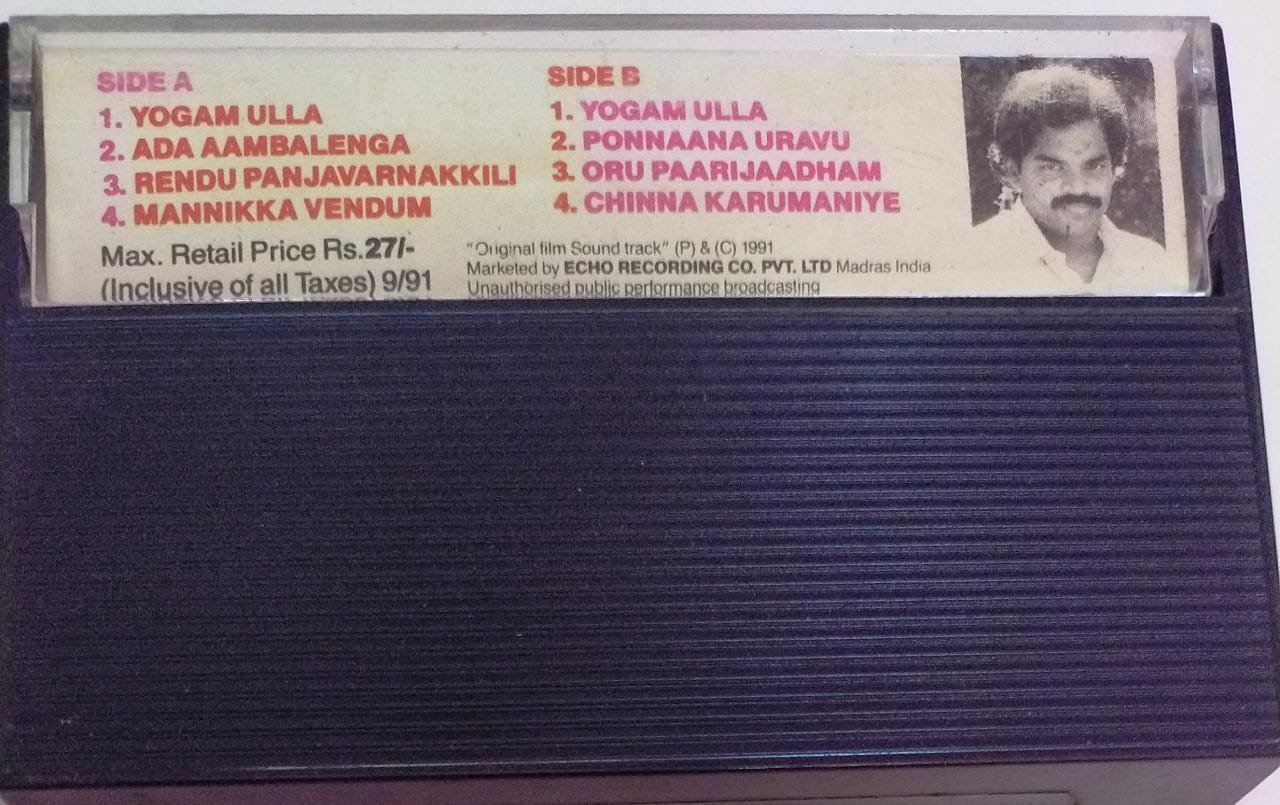 SIDE A
1. YOGAM ULLA
2. ADA AAMBALENGA
3. RENDU PANJAVARNAKKILI
4. MANNIKKA VENDUM
Max. Retail Price Rs.27/-
(Inclusive of all Taxes) 9/91
SIDE B
1. YOGAM ULLA
2. PONNAANA URAVU
3. ORU PAARIJAADHAM
4. CHINNA KARUMANIYE
"Original film Sound track" (P) & (C) 1991
Marketed by ECHO RECORDING CO. PVT. LTD Madras India
Unauthorised public performance broadcasting